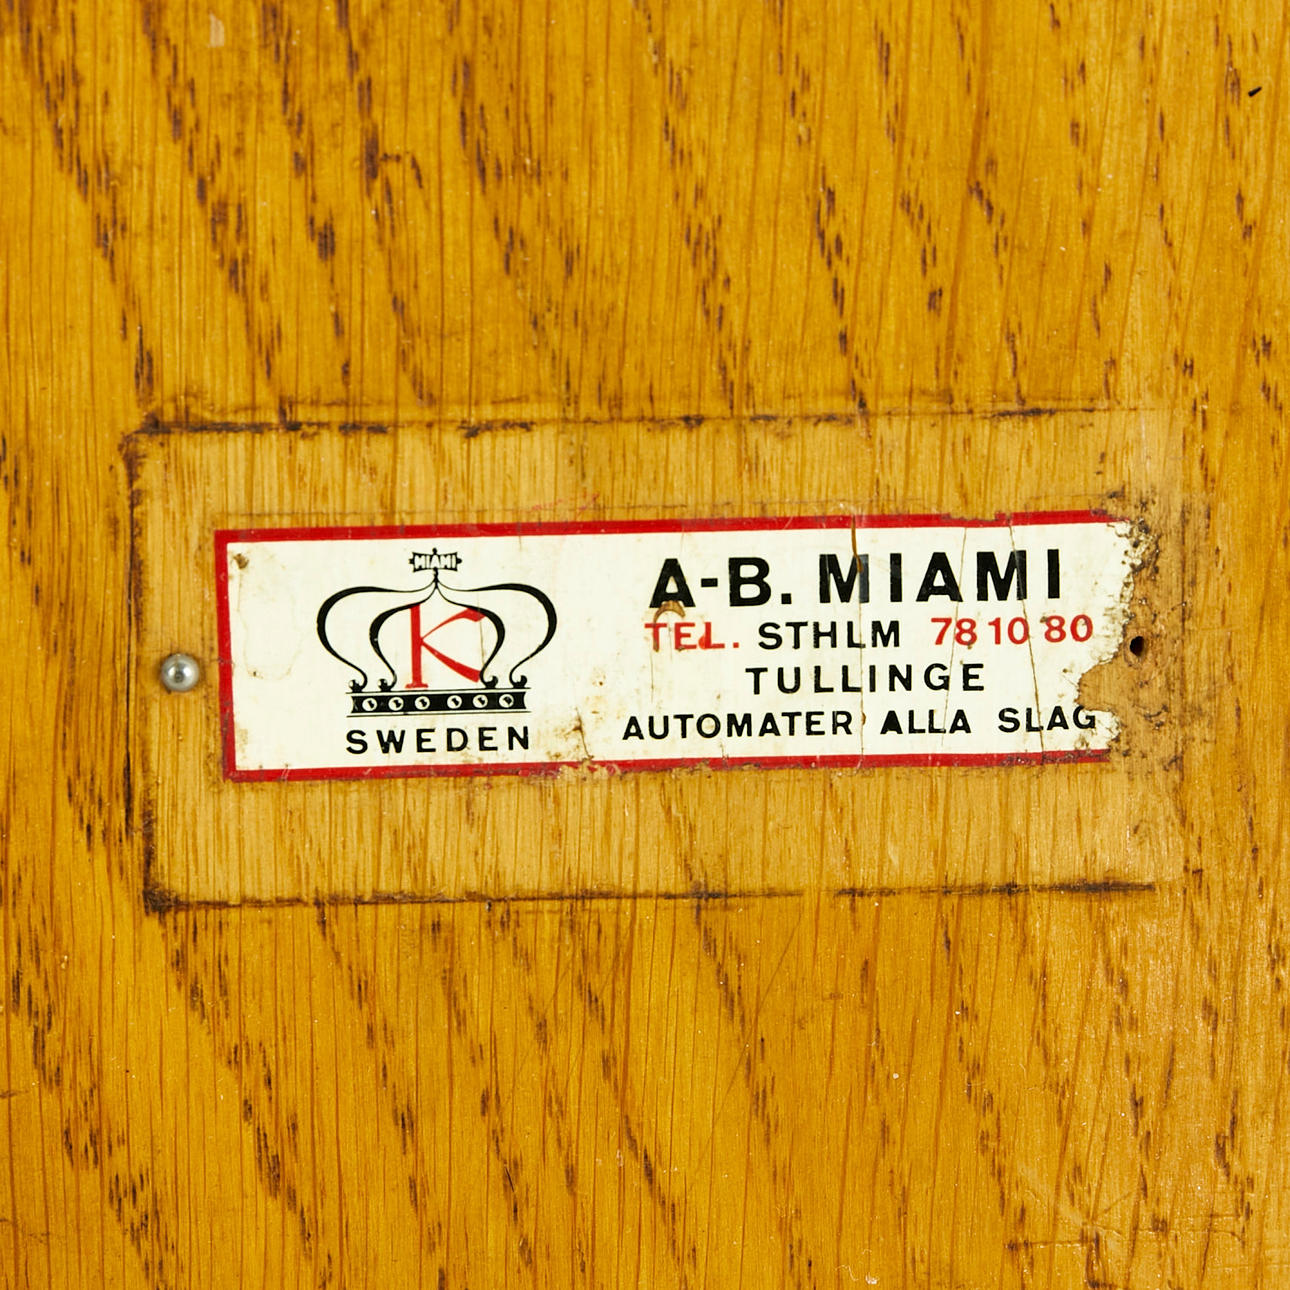 MIAMI
K
SWEDEN
A-B. MIAMI
TEL. STHLM 78 10 80
TULLINGE
AUTOMATER ALLA SLAG